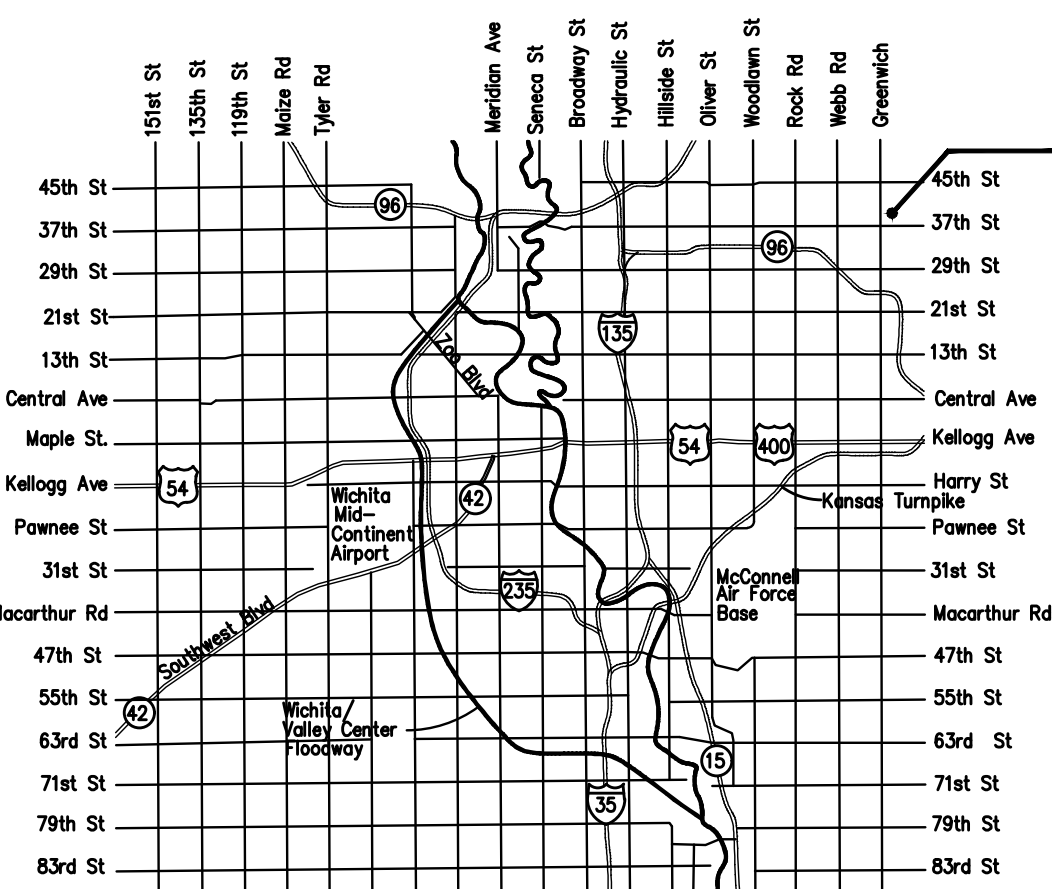 151st St
135th St
119th St
Maize Rd
Tyler Rd
Meridian Ave
Seneca St
Broadway St
Hydraulic St
Hillside St
Oliver St
Woodlawn St
Rock Rd
Webb Rd
Greenwich
45th St
45th St
96
37th St
37th St
96
29th St
29th St
21st St
21st St
135
Zoo Blvd
13th St
13th St
Central Ave
Central Ave
Maple St.
Kellogg Ave
54
400
Kellogg Ave
54
Harry St
Wichita
Mid-
Continent
Airport
42
Kansas Turnpike
Pawnee St
Pawnee St
31st St
31st St
235
McConnell
Air Force
Base
Macarthur Rd
acarthur Rd
Southwest Blvd
47th St
47th St
55th St
55th St
42
Wichita/
Valley Center
Floodway
63rd St
63rd St
15
71st St
71st St
35
79th St
79th St
83rd St
83rd St